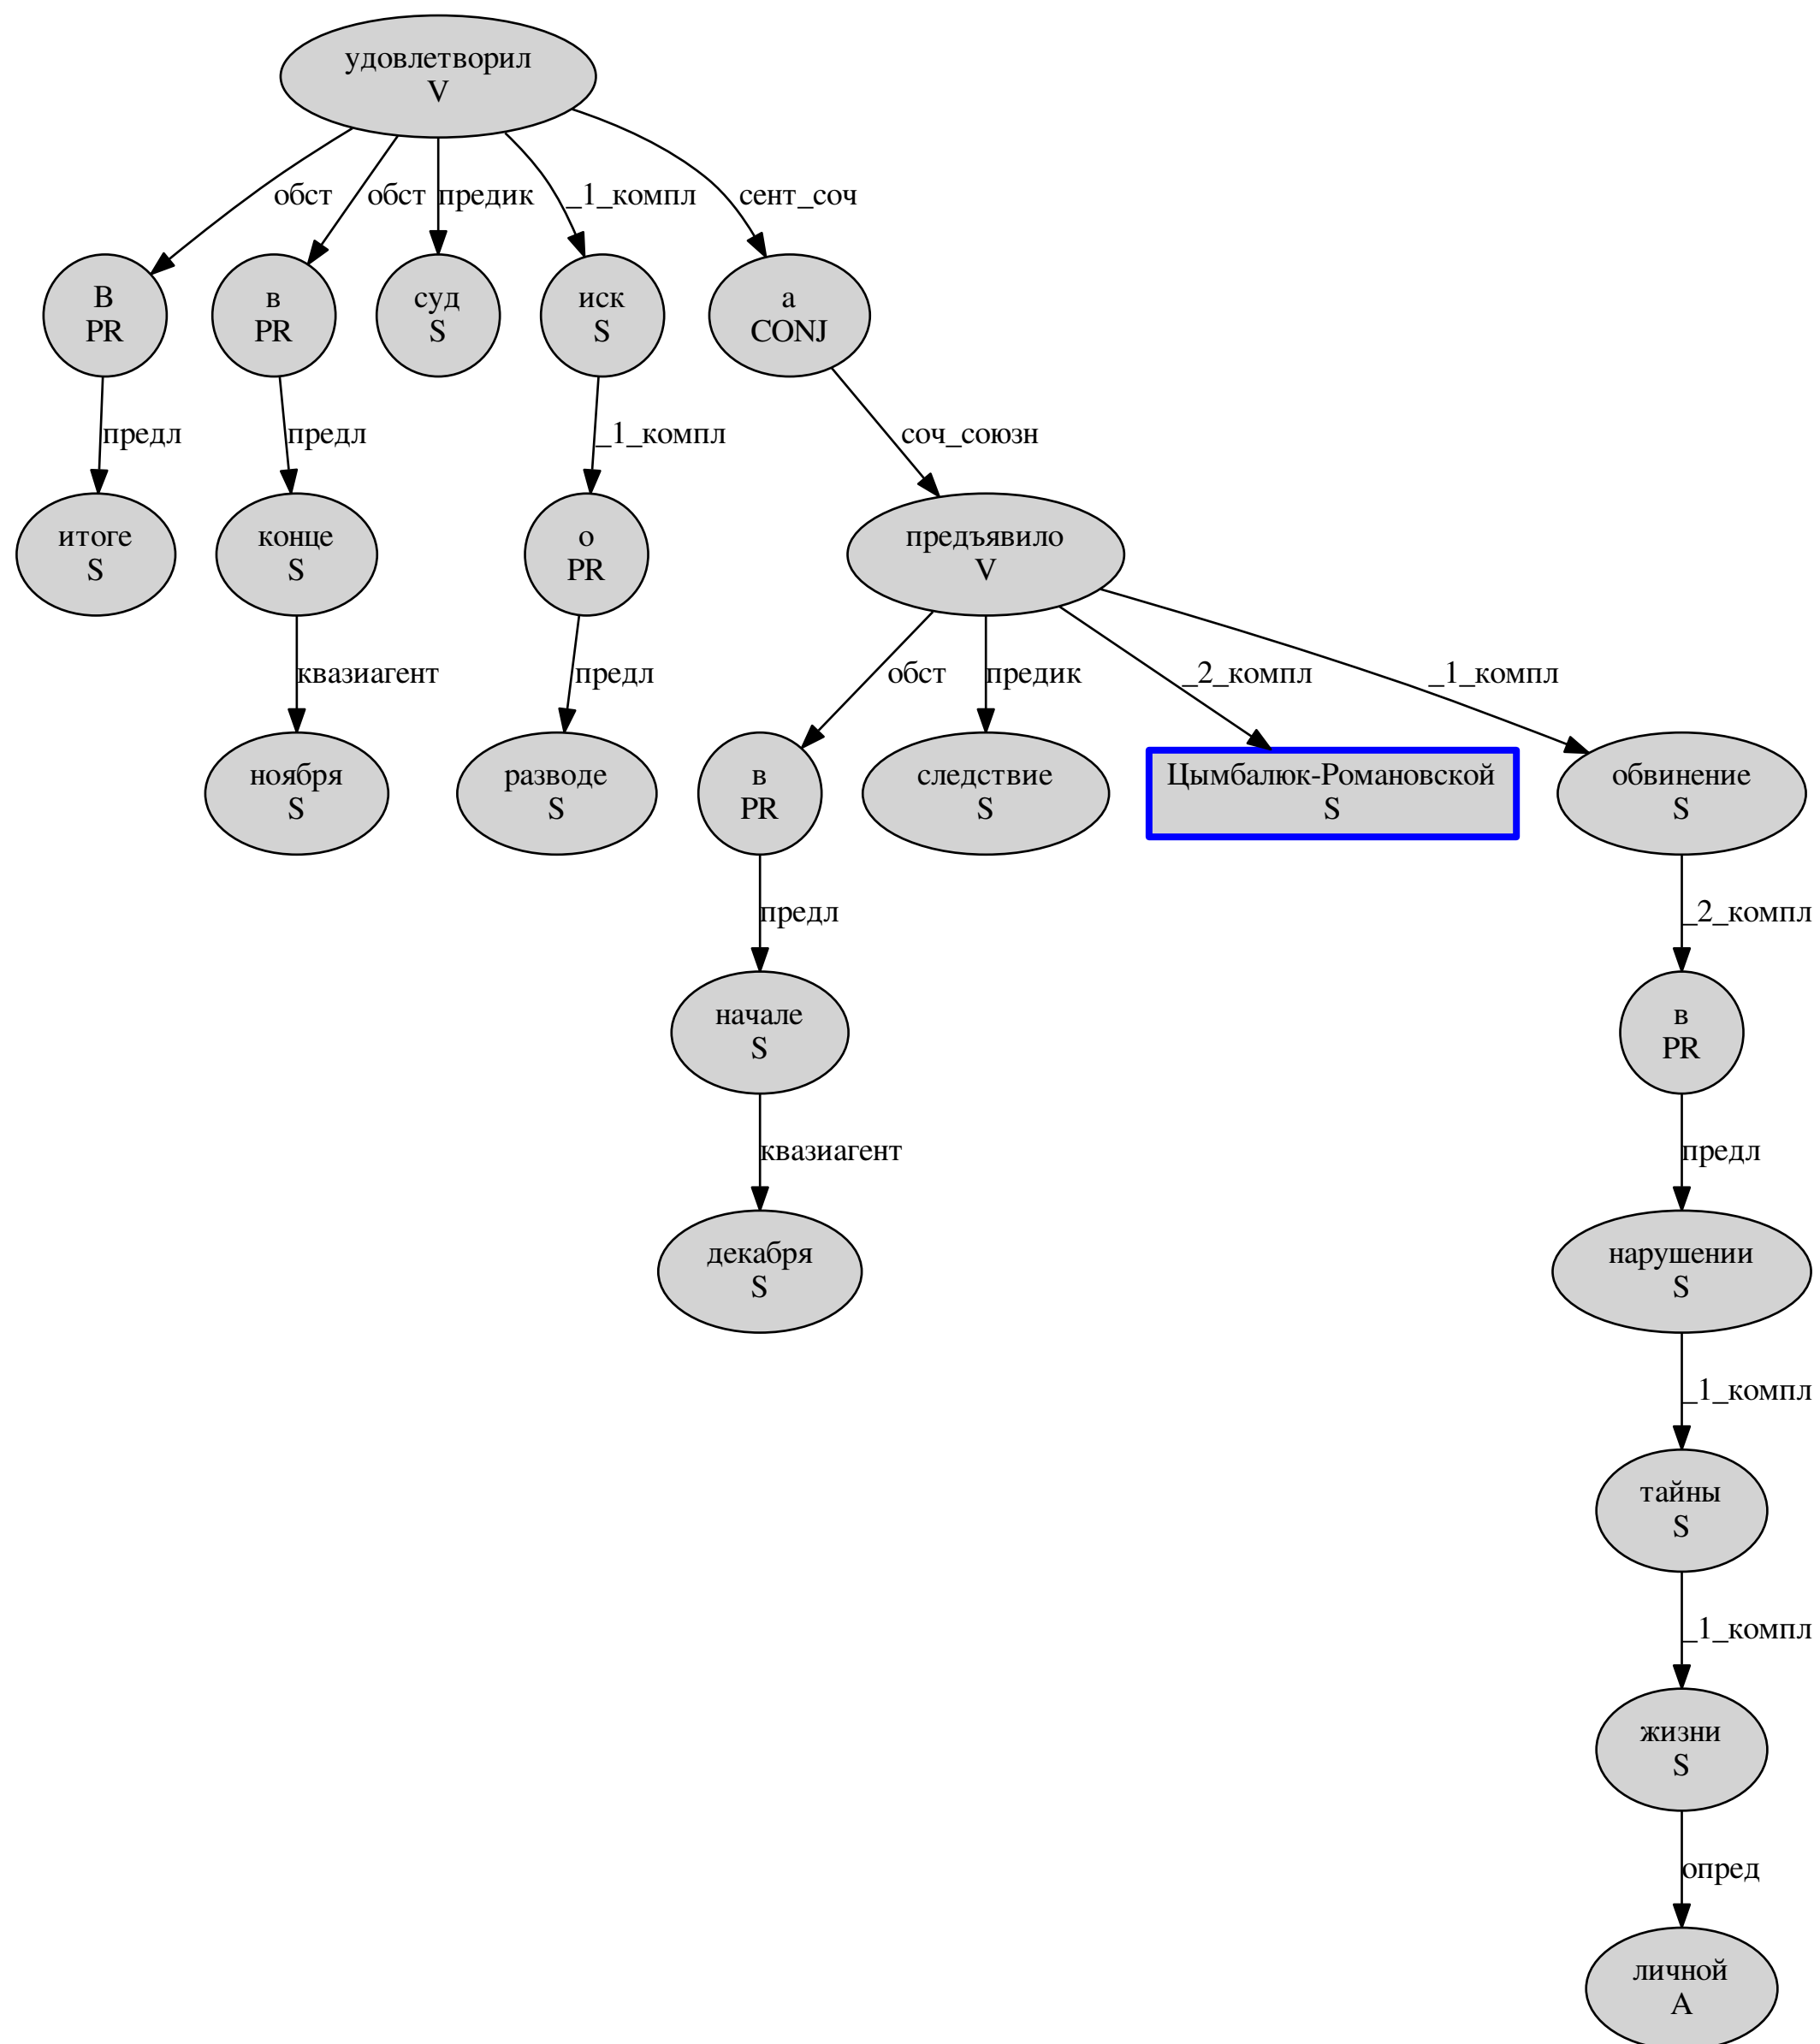 удовлетворил
V
обст
обст
предик
_1_компл
сент_соч
В
PR
в
PR
суд
S
иск
S
а
CONJ
предл
предл
_1_компл
соч_союзн
итоге
S
конце
S
о
PR
предъявило
V
квазиагент
предл
обст
предик
_2_компл
_1_компл
ноября
S
разводе
S
в
PR
следствие
S
Цымбалюк-Романовской
S
обвинение
S
предл
_2_компл
начале
S
в
PR
квазиагент
предл
декабря
S
нарушении
S
_1_компл
тайны
S
_1_компл
жизни
S
опред
личной
A